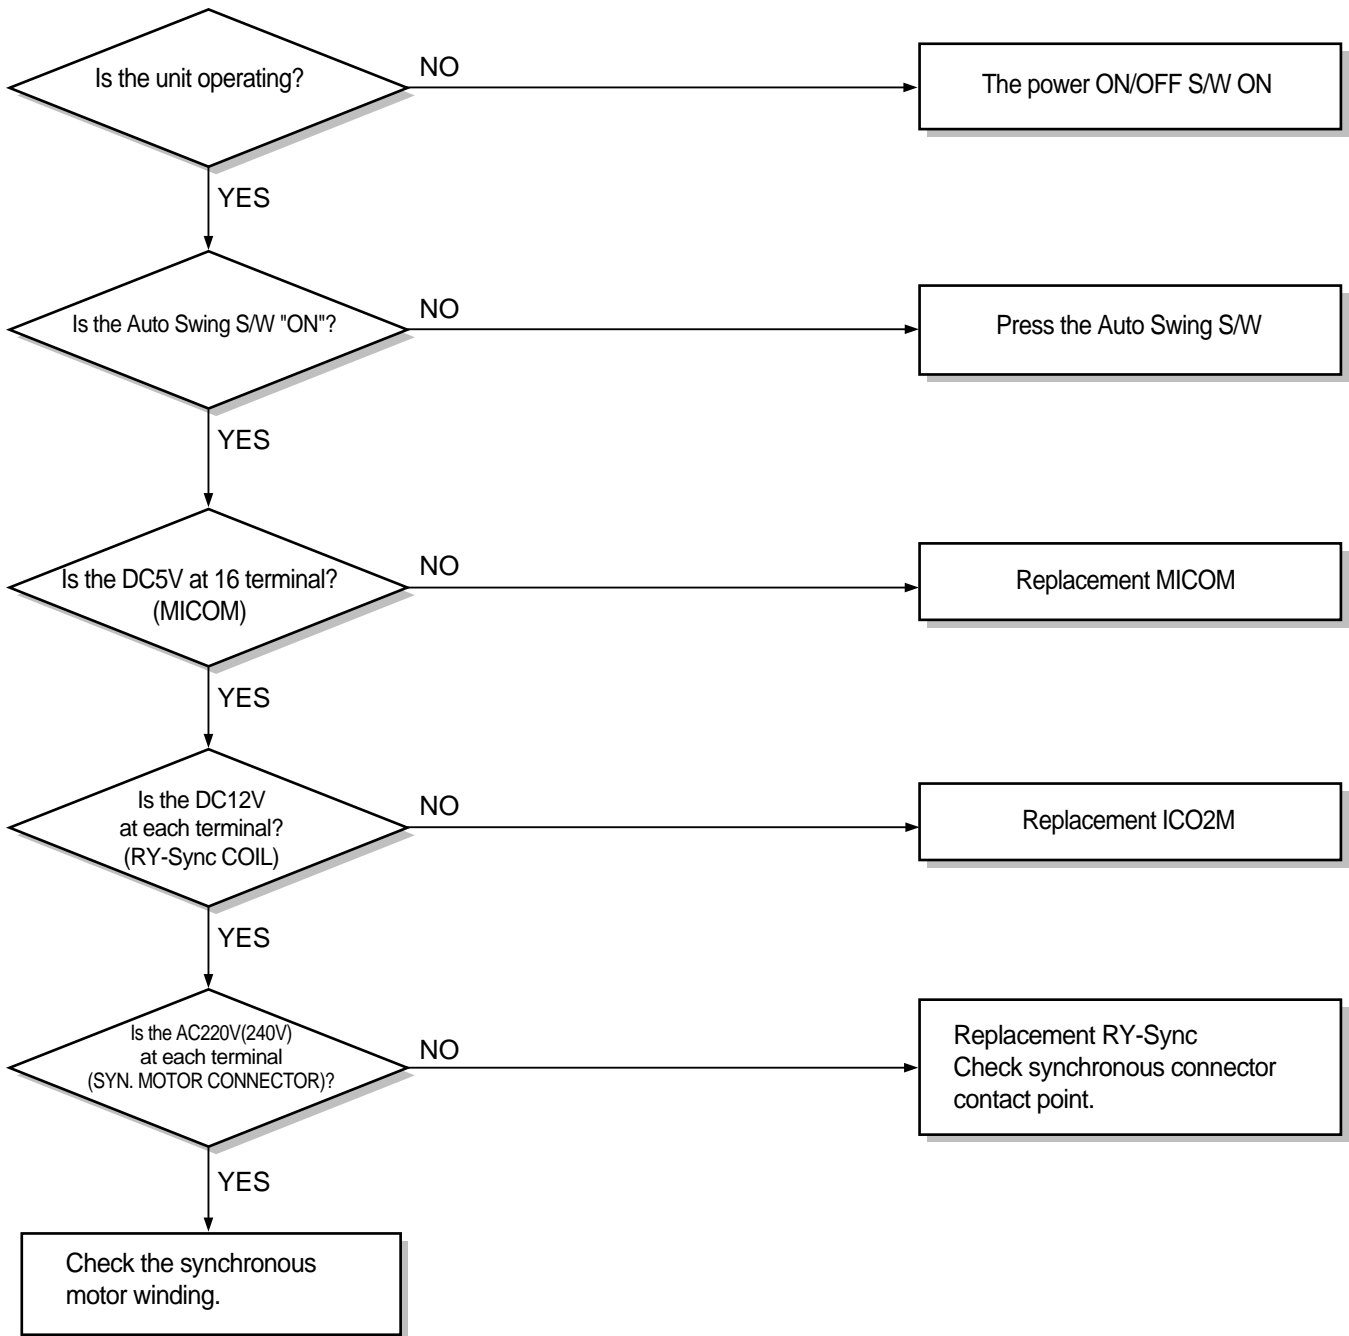 Is the unit operating?
NO
The power ON/OFF S/W ON
YES
Is the Auto Swing S/W "ON"?
NO
Press the Auto Swing S/W
YES
Is the DC5V at 16 terminal?
(MICOM)
NO
Replacement MICOM
YES
Is the DC12V
at each terminal?
(RY-Sync COIL)
NO
Replacement ICO2M
YES
Is the AC220V(240V)
at each terminal
(SYN. MOTOR CONNECTOR)?
NO
Replacement RY-Sync
Check synchronous connector
contact point.
YES
Check the synchronous
motor winding.